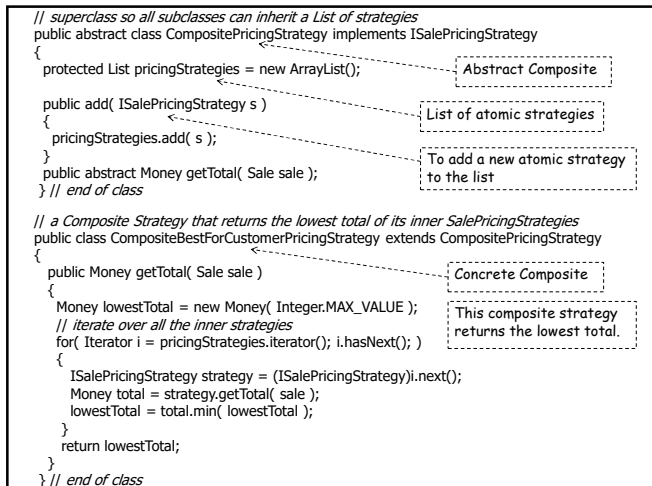 // superclass so all subclasses can inherit a List of strategies
public abstract class CompositePricingStrategy implements ISalePricingStrategy
{
protected List pricingStrategies = new ArrayList();
Abstract Composite
public add( ISalePricingStrategy s )
List of atomic strategies
{
pricingStrategies.add( s );
}
To add a new atomic strategy
to the list
public abstract Money getTotal( Sale sale );
} // end of class
// a Composite Strategy that returns the lowest total of its inner SalePricingStrategies
public class CompositeBestForCustomerPricingStrategy extends CompositePricingStrategy
{
public Money getTotal( Sale sale )
Concrete Composite
{
Money lowestTotal = new Money( Integer.MAX_VALUE );
This composite strategy
returns the lowest total.
// iterate over all the inner strategies
for( Iterator i = pricingStrategies.iterator(); i.hasNext(); )
{
ISalePricingStrategy strategy = (ISalePricingStrategy)i.next();
Money total = strategy.getTotal( sale );
lowestTotal = total.min( lowestTotal );
}
return lowestTotal;
}
} // end of class